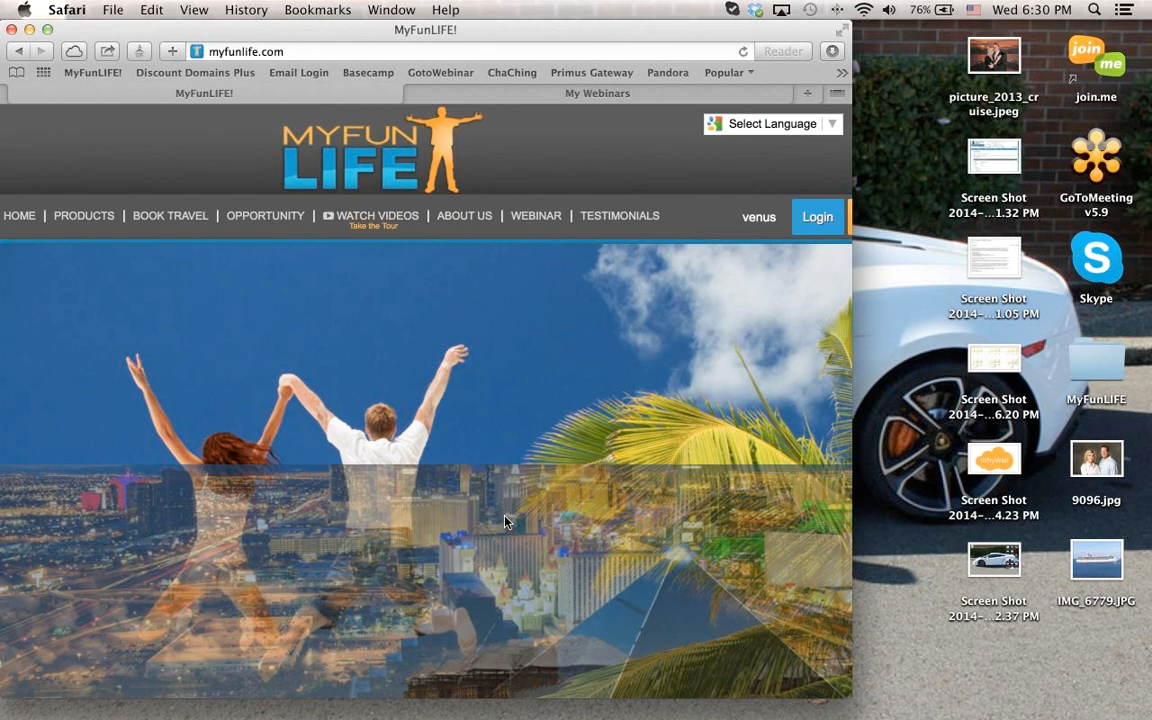 Safari File Edit View History Bookmarks Window Help 76% Wed 6:30 PM
MyFunLIFE!
myfunlife.com Reader
MyFunLIFE! Discount Domains Plus Email Login Basecamp GotoWebinar ChaChing Primus Gateway Pandora Popular
MyFunLIFE! My Webinars
MYFUN
LIFE
Select Language
HOME | PRODUCTS | BOOK TRAVEL | OPPORTUNITY | WATCH VIDEOS | ABOUT US | WEBINAR | TESTIMONIALS venus Login
Take the Tour
join
me
picture_2013_cr
uise.jpeg
join.me
Screen Shot
2014-...1.32 PM
GoToMeeting
v5.9
Screen Shot
2014-...1.05 PM
Skype
Screen Shot
2014-...6.20 PM
MyFunLIFE
WhyWait
Screen Shot
2014-...4.23 PM
9096.jpg
Screen Shot
2014-...2.37 PM
IMG_6779.JPG